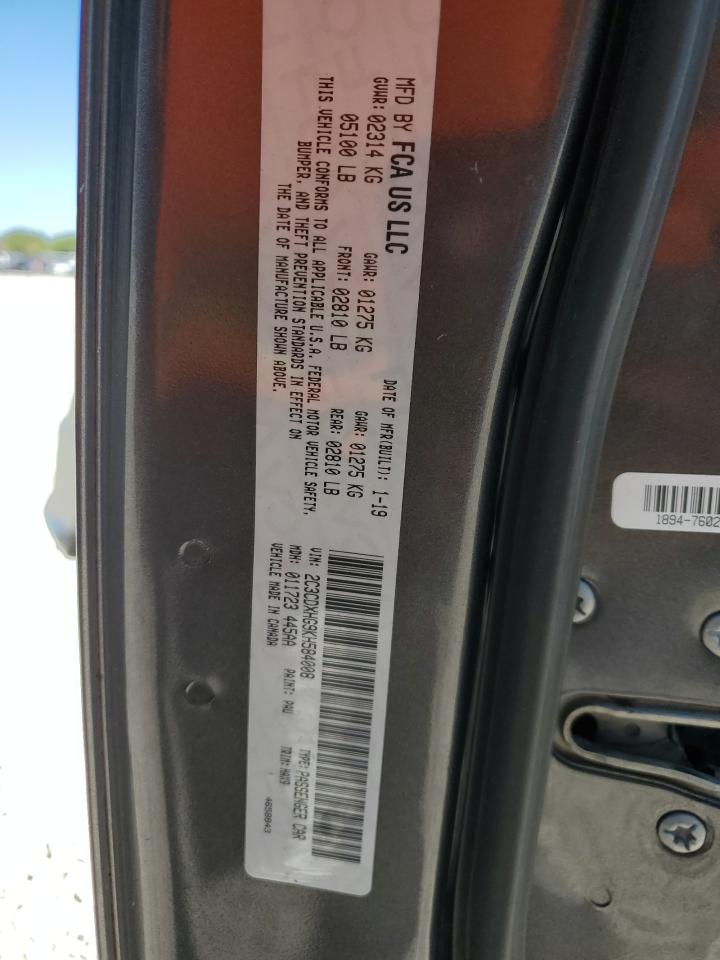 MFD BY FCA US LLC
DATE OF MFR(BUILT): 1-19
GVWR: 02314 KG GAWR: 01275 KG GAWR: 01275 KG
05100 LB FRONT: 02810 LB REAR: 02810 LB
THIS VEHICLE CONFORMS TO ALL APPLICABLE U.S.A. FEDERAL MOTOR VEHICLE SAFETY,
BUMPER, AND THEFT PREVENTION STANDARDS IN EFFECT ON
THE DATE OF MANUFACTURE SHOWN ABOVE.
VIN: 2C3CDXHG9KH584008 TYPE: PASSENGER CAR
MDH: 011723 445AA PAINT: PAU TRIM: HAX9
VEHICLE MADE IN CANADA 4658843
1894-7602